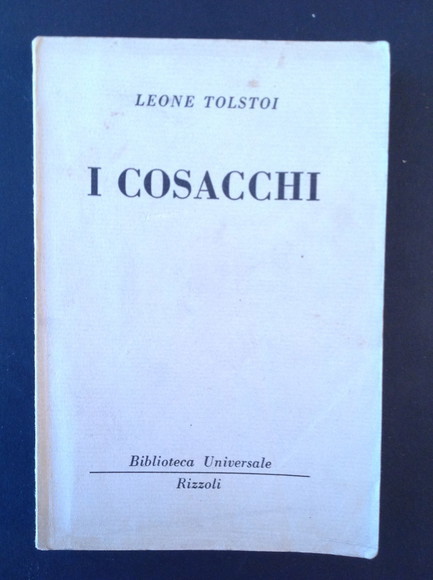 LEONE TOLSTOI
I COSACCHI
Biblioteca Universale
Rizzoli